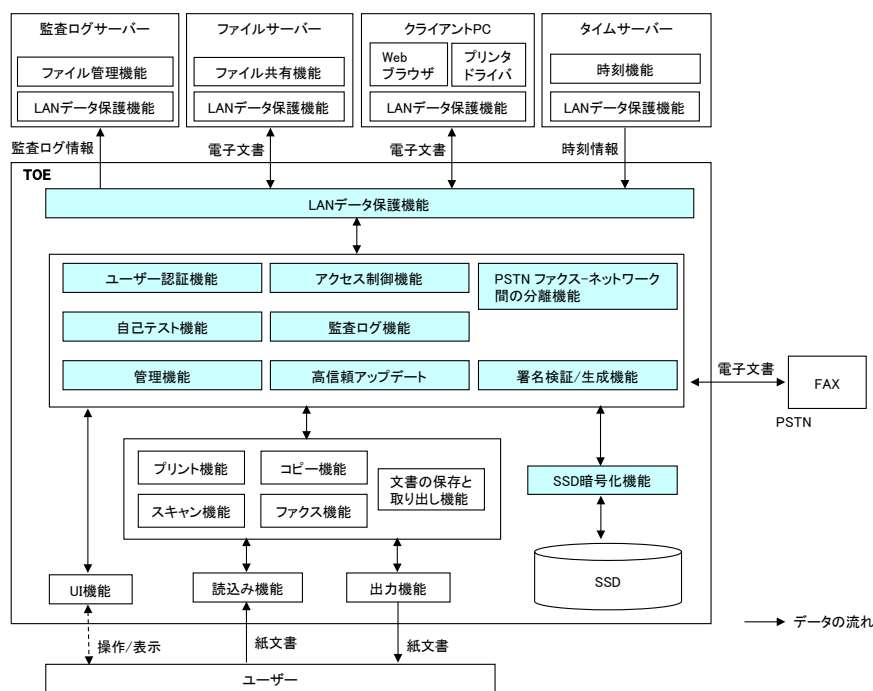 監査ログサーバー
ファイル管理機能
LANデータ保護機能
ファイルサーバー
ファイル共有機能
LANデータ保護機能
クライアントPC
Web
ブラウザ
プリンタ
ドライバ
LANデータ保護機能
タイムサーバー
時刻機能
LANデータ保護機能
監査ログ情報
電子文書
電子文書
時刻情報
TOE
LANデータ保護機能
ユーザー認証機能
アクセス制御機能
PSTN ファクス-ネットワーク
間の分離機能
自己テスト機能
監査ログ機能
管理機能
高信頼アップデート
署名検証/生成機能
電子文書
FAX
PSTN
プリント機能
コピー機能
文書の保存と
取り出し機能
スキャン機能
ファクス機能
SSD暗号化機能
SSD
UI機能
読込み機能
出力機能
データの流れ
操作/表示
紙文書
紙文書
ユーザー